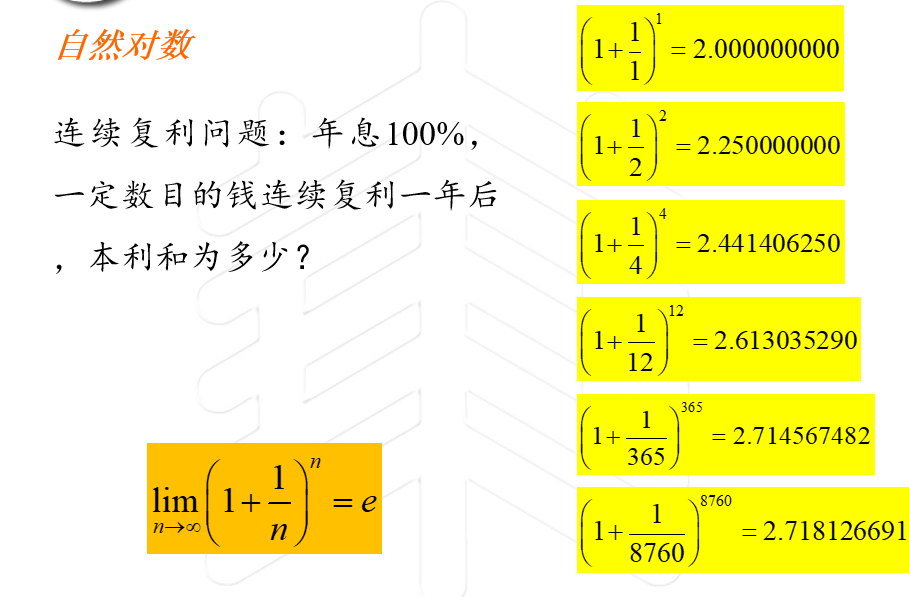 自然对数
连续复利问题：年息100%，
一定数目的钱连续复利一年后
，本利和为多少？
\lim_{n→∞}\left(1+\frac{1}{n}\right)^{n}=e
\left(1+\frac{1}{1}\right)^{1}=2.000000000
\left(1+\frac{1}{2}\right)^{2}=2.250000000
\left(1+\frac{1}{4}\right)^{4}=2.441406250
\left(1+\frac{1}{12}\right)^{12}=2.613035290
\left(1+\frac{1}{365}\right)^{365}=2.714567482
\left(1+\frac{1}{8760}\right)^{8760}=2.718126691